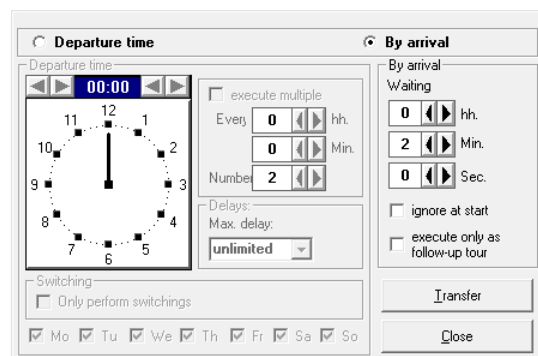 Departure time
By arrival
Departure time
00:00
12
1
2
3
4
5
6
7
8
9
10
11
execute multiple
Every 0 hh.
0 Min.
Number 2
Delays:
Max. delay:
unlimited
Switching
Only perform switchings
Mo Tu We Th Fr Sa So
By arrival
Waiting
0 hh.
2 Min.
0 Sec.
ignore at start
execute only as
follow-up tour
Transfer
Close